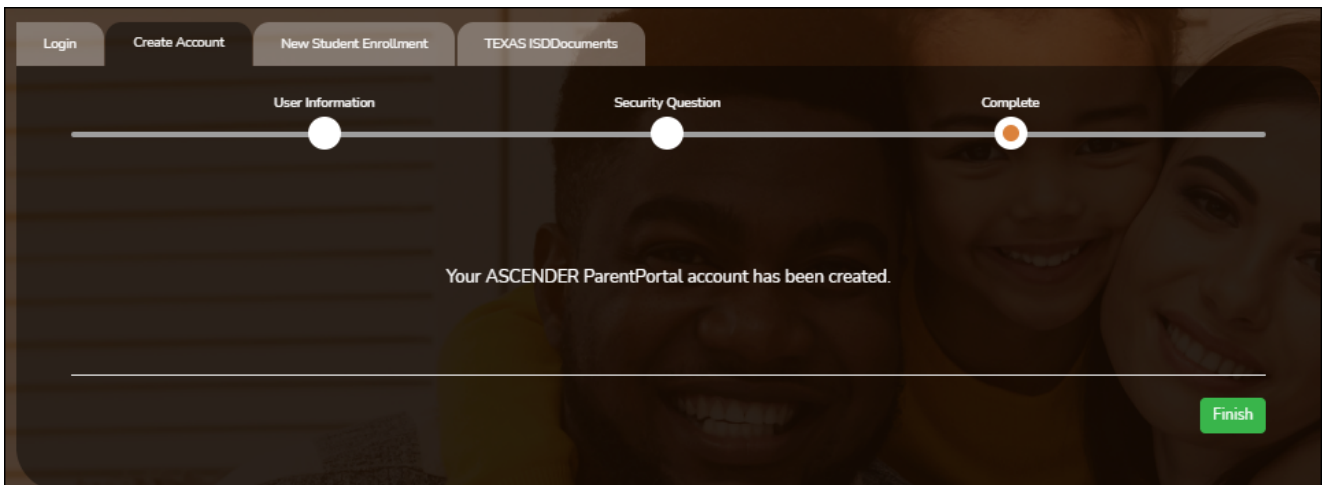 Login Create Account New Student Enrollment TEXAS ISDDocuments
User Information Security Question Complete
Your ASCENDER ParentPortal account has been created.
Finish